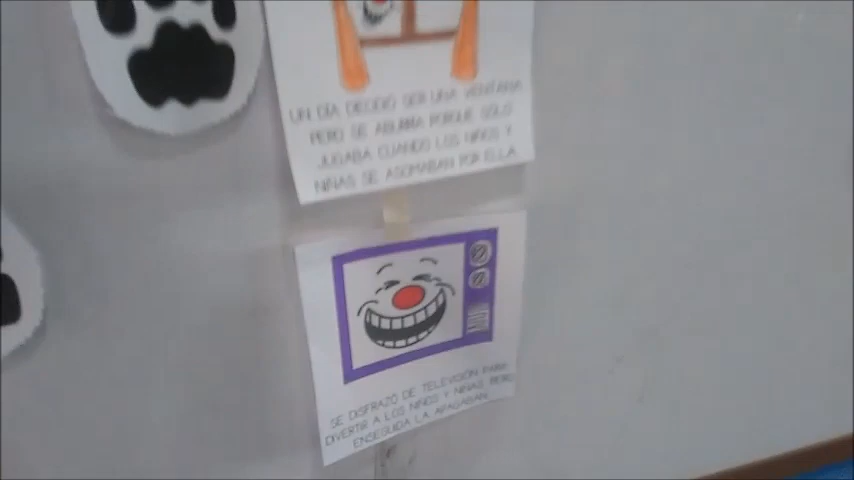 UN DÍA DECIDIÓ SER UNA VENTANA
PERO SE ABURRÍA PORQUE SOLO
JUGABA CUANDO LOS NIÑOS Y
NIÑAS SE ASOMABAN POR ELLA
SE DISFRAZÓ DE TELEVISIÓN PARA
DIVERTIR A LOS NIÑOS Y NIÑAS, PERO
ENSEGUIDA LA APAGABAN.